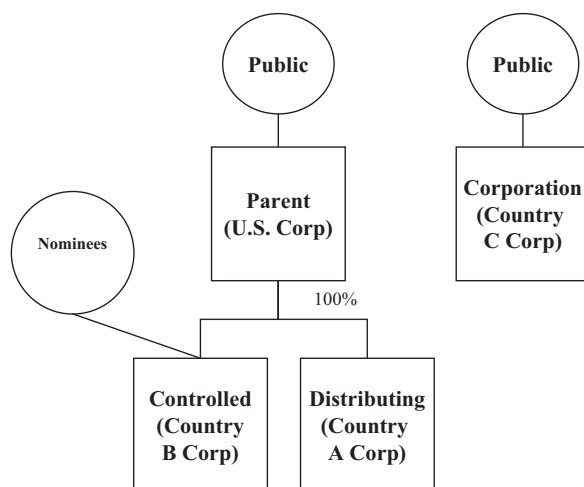 Public
Public
Parent
(U.S. Corp)
Corporation
(Country
C Corp)
Nominees
100%
Controlled
(Country
B Corp)
Distributing
(Country
A Corp)